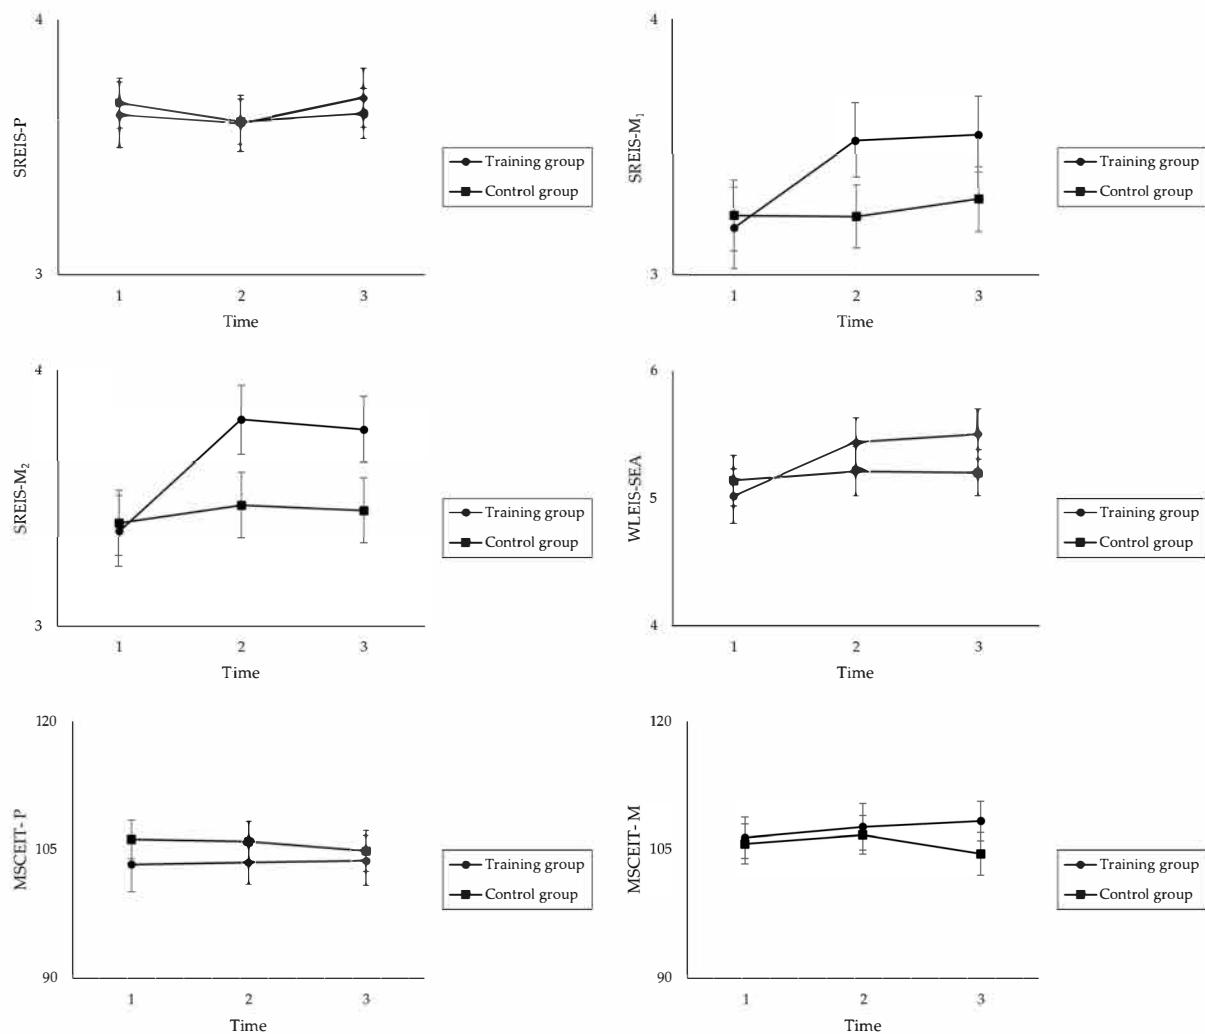 4
SREIS-P
3
1 2 3
Time
Training group
Control group
4
SREIS-M₁
3
1 2 3
Time
Training group
Control group
4
SREIS-M₂
3
1 2 3
Time
Training group
Control group
6
WLEIS-SEA
5
4
1 2 3
Time
Training group
Control group
120
MSCEIT- P
105
90
1 2 3
Time
Training group
Control group
120
MSCEIT- M
105
90
1 2 3
Time
Training group
Control group